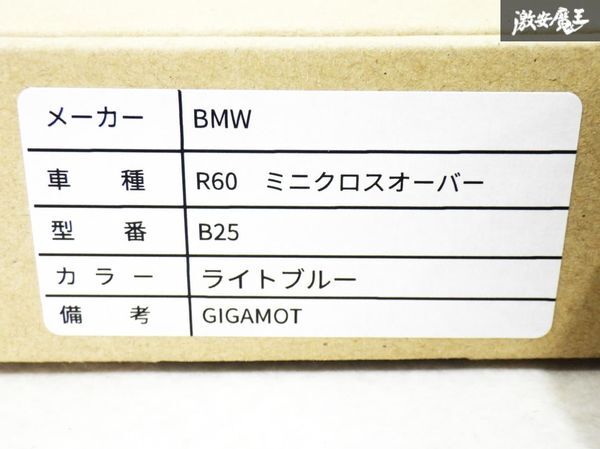 激安魔王
メーカー BMW
車種 R60 ミニクロスオーバー
型番 B25
カラー ライトブルー
備考 GIGAMOT